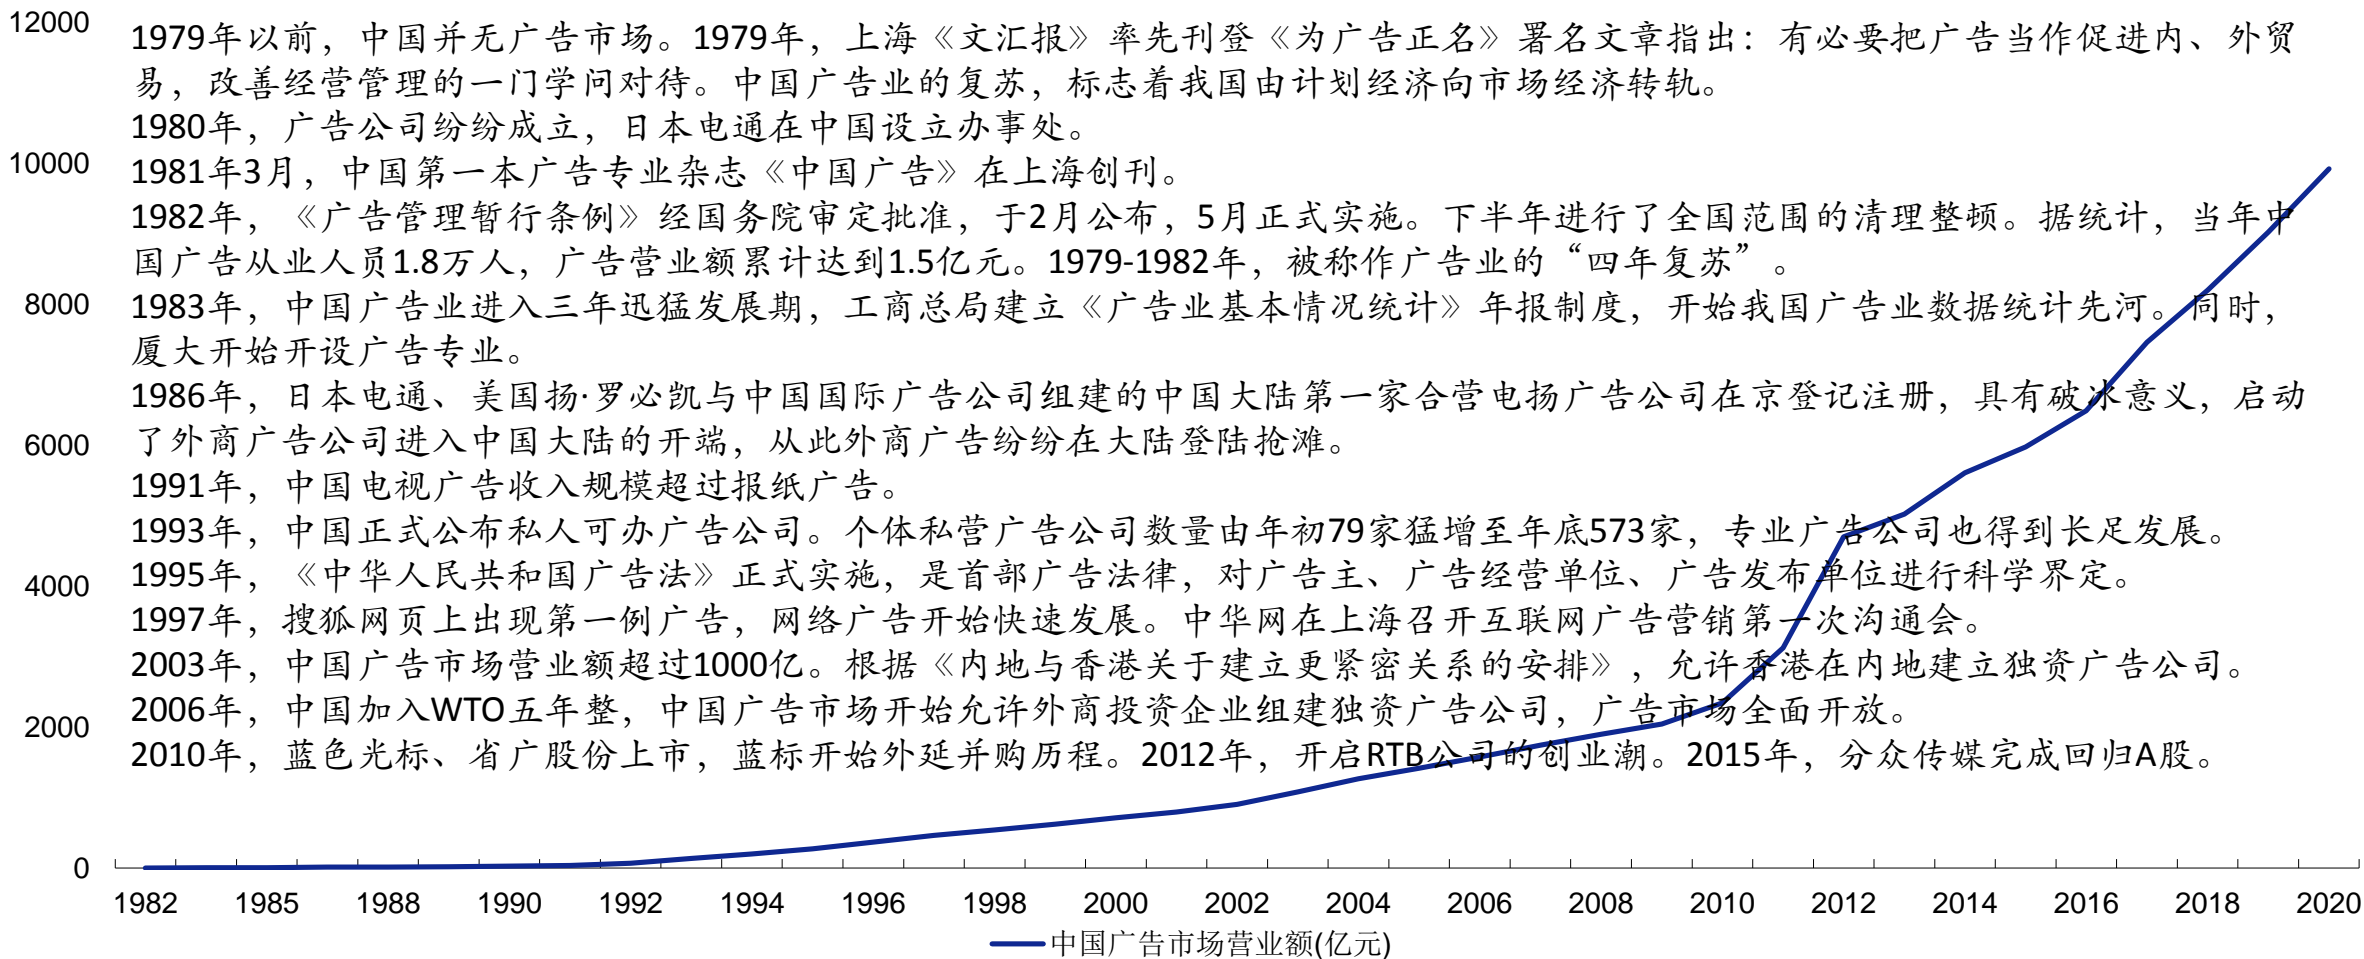 12000
10000
8000
6000
4000
2000
0
1979年以前，中国并无广告市场。1979年，上海《文汇报》率先刊登《为广告正名》署名文章指出：有必要把广告当作促进内、外贸
易，改善经营管理的一门学问对待。中国广告业的复苏，标志着我国由计划经济向市场经济转轨。
1980年，广告公司纷纷成立，日本电通在中国设立办事处。
1981年3月，中国第一本广告专业杂志《中国广告》在上海创刊。
1982年，《广告管理暂行条例》经国务院审定批准，于2月公布，5月正式实施。下半年进行了全国范围的清理整顿。据统计，当年中
国广告从业人员1.8万人，广告营业额累计达到1.5亿元。1979-1982年，被称作广告业的“四年复苏”。
1983年，中国广告业进入三年迅猛发展期，工商总局建立《广告业基本情况统计》年报制度，开始我国广告业数据统计先河。同时，
厦大开始开设广告专业。
1986年，日本电通、美国扬·罗必凯与中国国际广告公司组建的中国大陆第一家合营电扬广告公司在京登记注册，具有破冰意义，启动
了外商广告公司进入中国大陆的开端，从此外商广告纷纷在大陆登陆抢滩。
1991年，中国电视广告收入规模超过报纸广告。
1993年，中国正式公布私人可办广告公司。个体私营广告公司数量由年初79家猛增至年底573家，专业广告公司也得到长足发展。
1995年，《中华人民共和国广告法》正式实施，是首部广告法律，对广告主、广告经营单位、广告发布单位进行科学界定。
1997年，搜狐网页上出现第一例广告，网络广告开始快速发展。中华网在上海召开互联网广告营销第一次沟通会。
2003年，中国广告市场营业额超过1000亿。根据《内地与香港关于建立更紧密关系的安排》，允许香港在内地建立独资广告公司。
2006年，中国加入WTO五年整，中国广告市场开始允许外商投资企业组建独资广告公司，广告市场全面开放。
2010年，蓝色光标、省广股份上市，蓝标开始外延并购历程。2012年，开启RTB公司的创业潮。2015年，分众传媒完成回归A股。
1982 1985 1988 1990 1992 1994 1996 1998 2000 2002 2004 2006 2008 2010 2012 2014 2016 2018 2020
中国广告市场营业额(亿元)